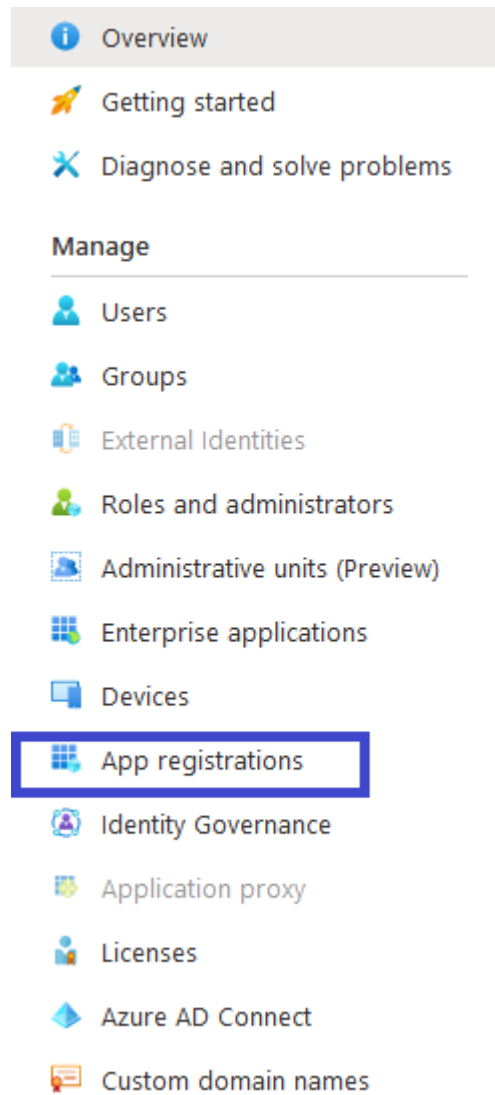 Overview
Getting started
Diagnose and solve problems
Manage
Users
Groups
External Identities
Roles and administrators
Administrative units (Preview)
Enterprise applications
Devices
App registrations
Identity Governance
Application proxy
Licenses
Azure AD Connect
Custom domain names